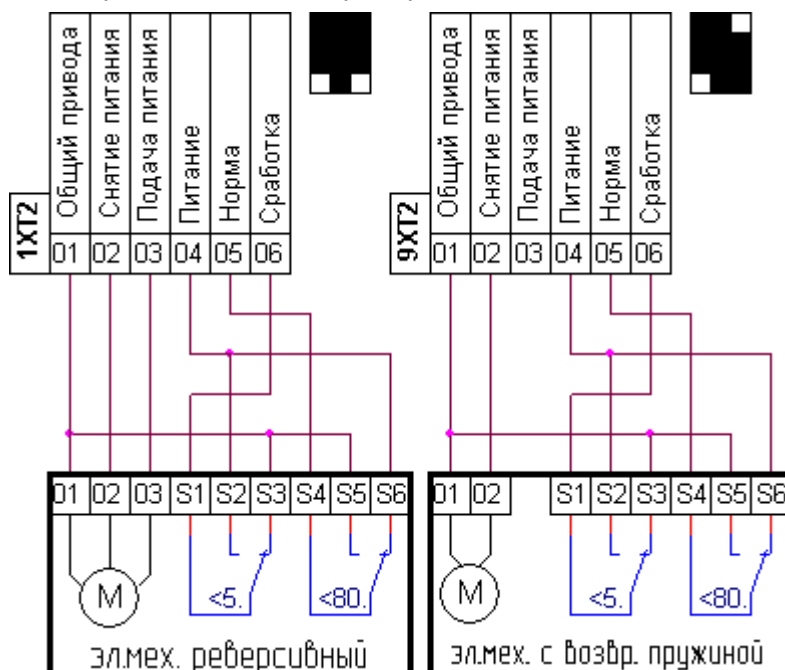 1XT2
Общий привода
Снятие питания
Подача питания
Питание
Норма
Сработка
01 02 03 04 05 06
01 02 03 S1 S2 S3 S4 S5 S6
M
<5.
<80.
эл.мех. реверсивный
9XT2
Общий привода
Снятие питания
Подача питания
Питание
Норма
Сработка
01 02 03 04 05 06
01 02 S1 S2 S3 S4 S5 S6
M
<5.
<80.
эл.мех. с возвр. пружиной